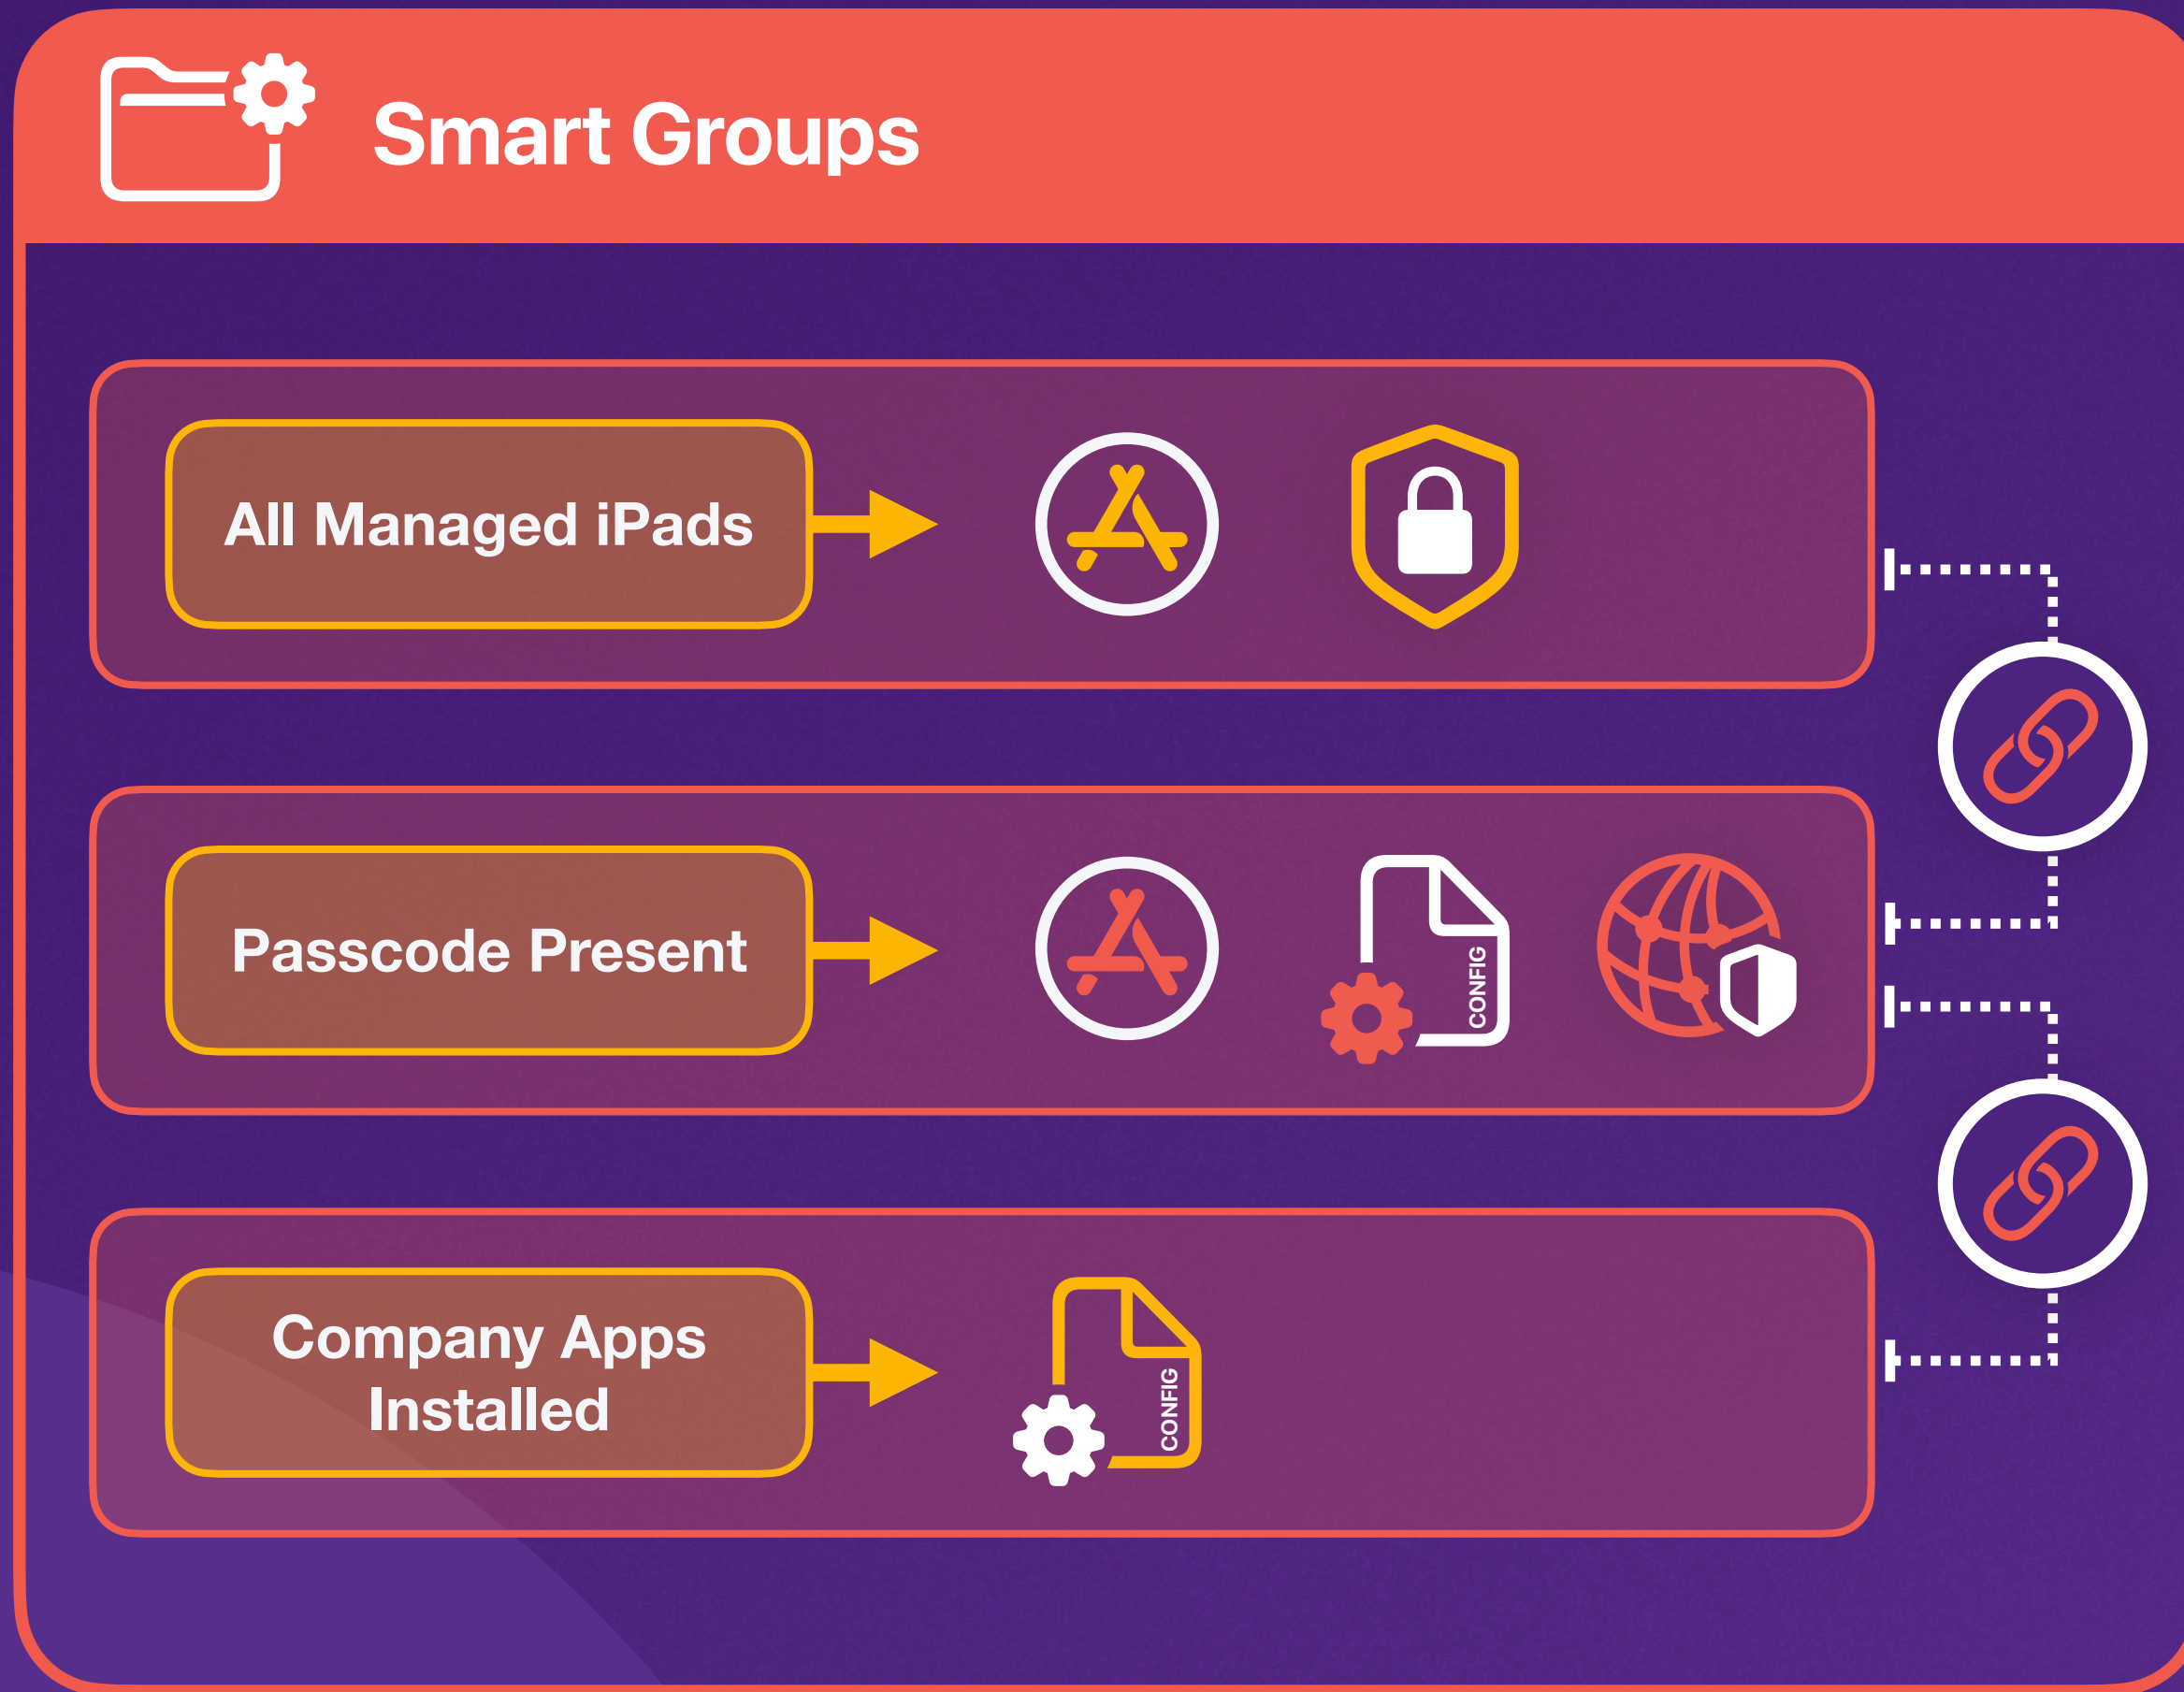 Smart Groups
All Managed iPads
Passcode Present
CONFIG
Company Apps
Installed
CONFIG